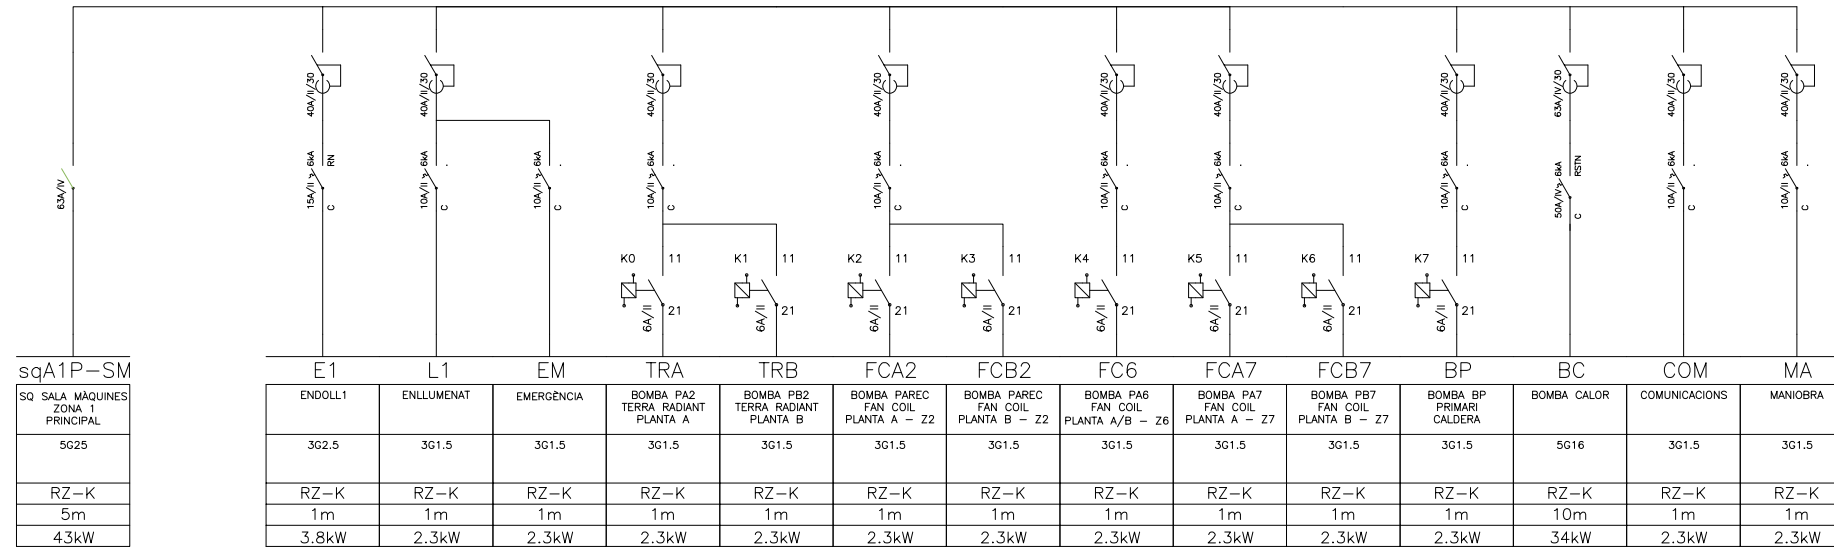 40A/II/30 40A/II/30 40A/II/30 40A/II/30 40A/II/30 40A/II/30 40A/II/30 63A/IV/30 40A/II/30 40A/II/30
6kA RN 6kA 6kA 6kA 6kA 6kA 6kA 6kA 6kA RSTN 6kA 6kA
63A/IV 15A/II C 10A/II C 10A/II C 10A/II C 10A/II C 10A/II C 10A/II C 10A/II C 50A/IV C 10A/II C 10A/II C
K0 11 K1 11 K2 11 K3 11 K4 11 K5 11 K6 11 K7 11
6A/II 21 6A/II 21 6A/II 21 6A/II 21 6A/II 21 6A/II 21 6A/II 21 6A/II 21
sqA1P-SM E1 L1 EM TRA TRB FCA2 FCB2 FC6 FCA7 FCB7 BP BC COM MA
SQ SALA MÀQUINES
ZONA 1
PRINCIPAL
ENDOLL1
ENLLUMENAT
EMERGÈNCIA
BOMBA PA2
TERRA RADIANT
PLANTA A
BOMBA PB2
TERRA RADIANT
PLANTA B
BOMBA PAREC
FAN COIL
PLANTA A - Z2
BOMBA PAREC
FAN COIL
PLANTA B - Z2
BOMBA PA6
FAN COIL
PLANTA A/B - Z6
BOMBA PA7
FAN COIL
PLANTA A - Z7
BOMBA PB7
FAN COIL
PLANTA B - Z7
BOMBA BP
PRIMARI
CALDERA
BOMBA CALOR
COMUNICACIONS
MANIOBRA
5G25 3G2.5 3G1.5 3G1.5 3G1.5 3G1.5 3G1.5 3G1.5 3G1.5 3G1.5 3G1.5 3G1.5 5G16 3G1.5 3G1.5
RZ-K RZ-K RZ-K RZ-K RZ-K RZ-K RZ-K RZ-K RZ-K RZ-K RZ-K RZ-K RZ-K RZ-K RZ-K
5m 1m 1m 1m 1m 1m 1m 1m 1m 1m 1m 1m 10m 1m 1m
43kW 3.8kW 2.3kW 2.3kW 2.3kW 2.3kW 2.3kW 2.3kW 2.3kW 2.3kW 2.3kW 2.3kW 34kW 2.3kW 2.3kW